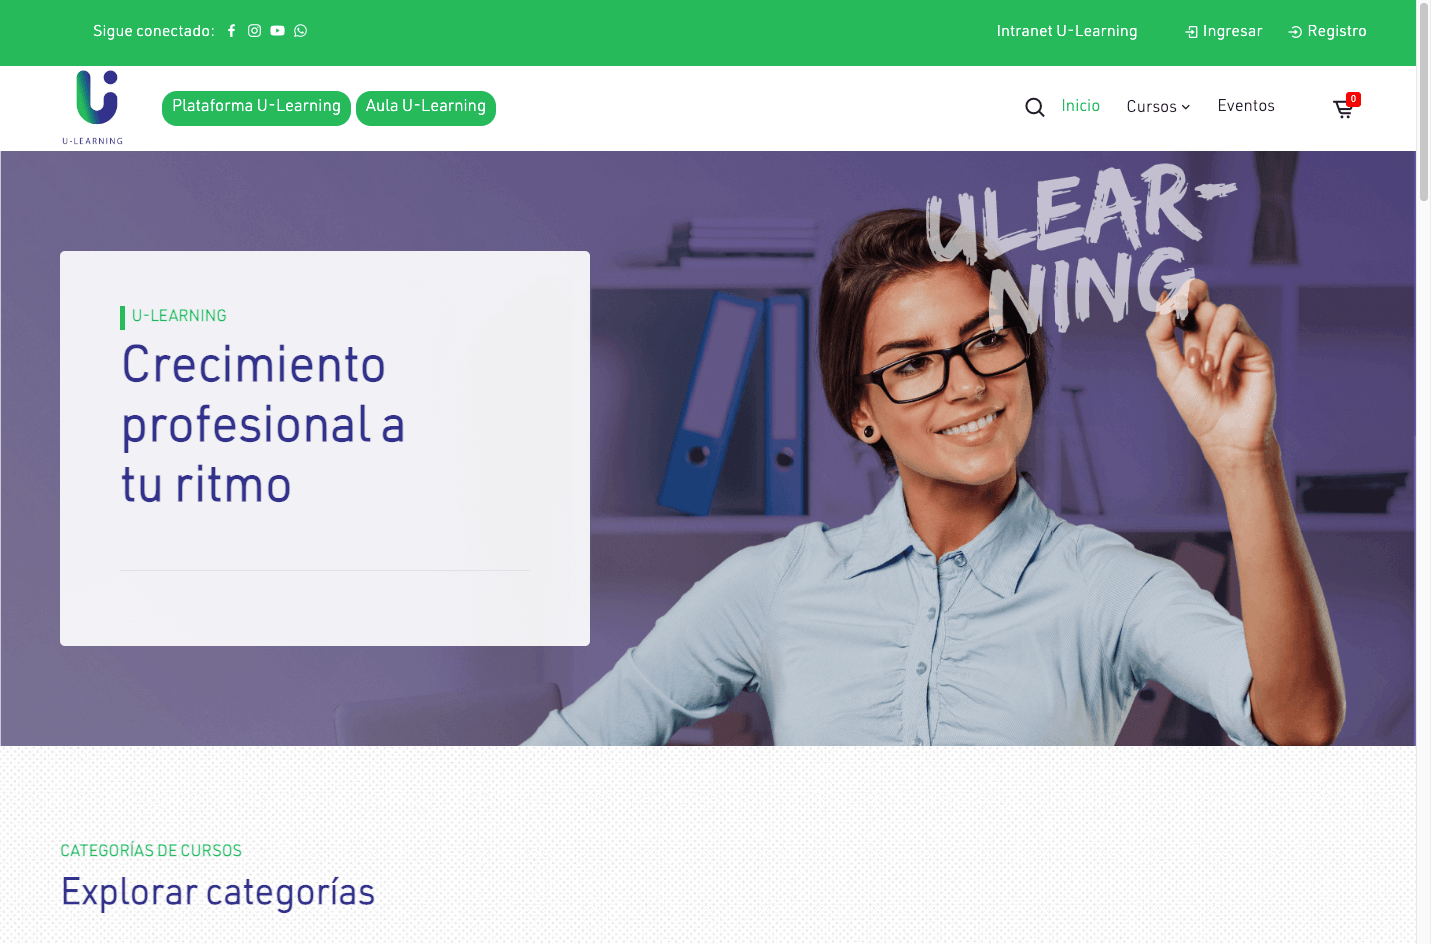 Sigue conectado:
Intranet U-Learning
Ingresar
Registro
U-LEARNING
Plataforma U-Learning
Aula U-Learning
Inicio
Cursos
Eventos
0
ULEAR-
NING
U-LEARNING
Crecimiento
profesional a
tu ritmo
CATEGORÍAS DE CURSOS
Explorar categorías